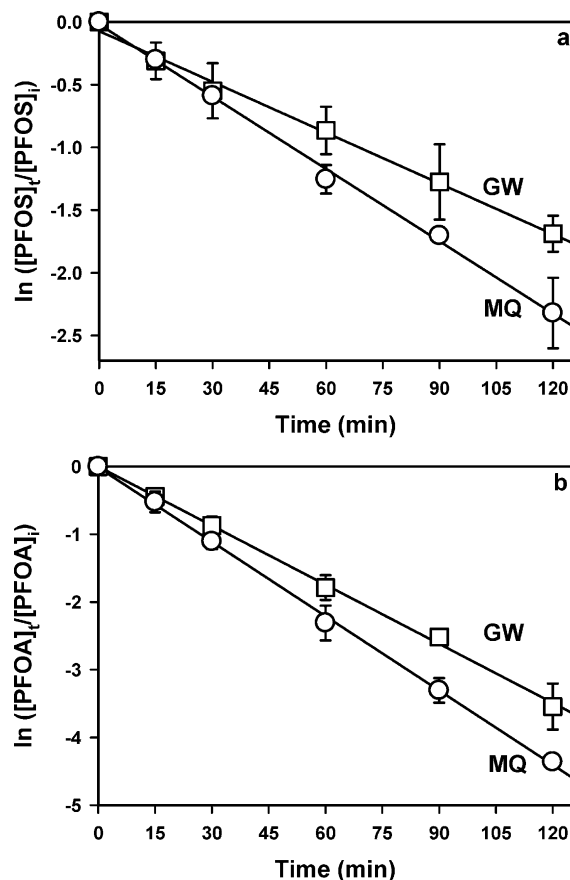 a
0.0
-0.5
-1.0
-1.5
-2.0
-2.5
ln ([PFOS]t/[PFOS]i)
GW
MQ
0 15 30 45 60 75 90 105 120
Time (min)
b
0
-1
-2
-3
-4
-5
ln ([PFOA]t/[PFOA]i)
GW
MQ
0 15 30 45 60 75 90 105 120
Time (min)